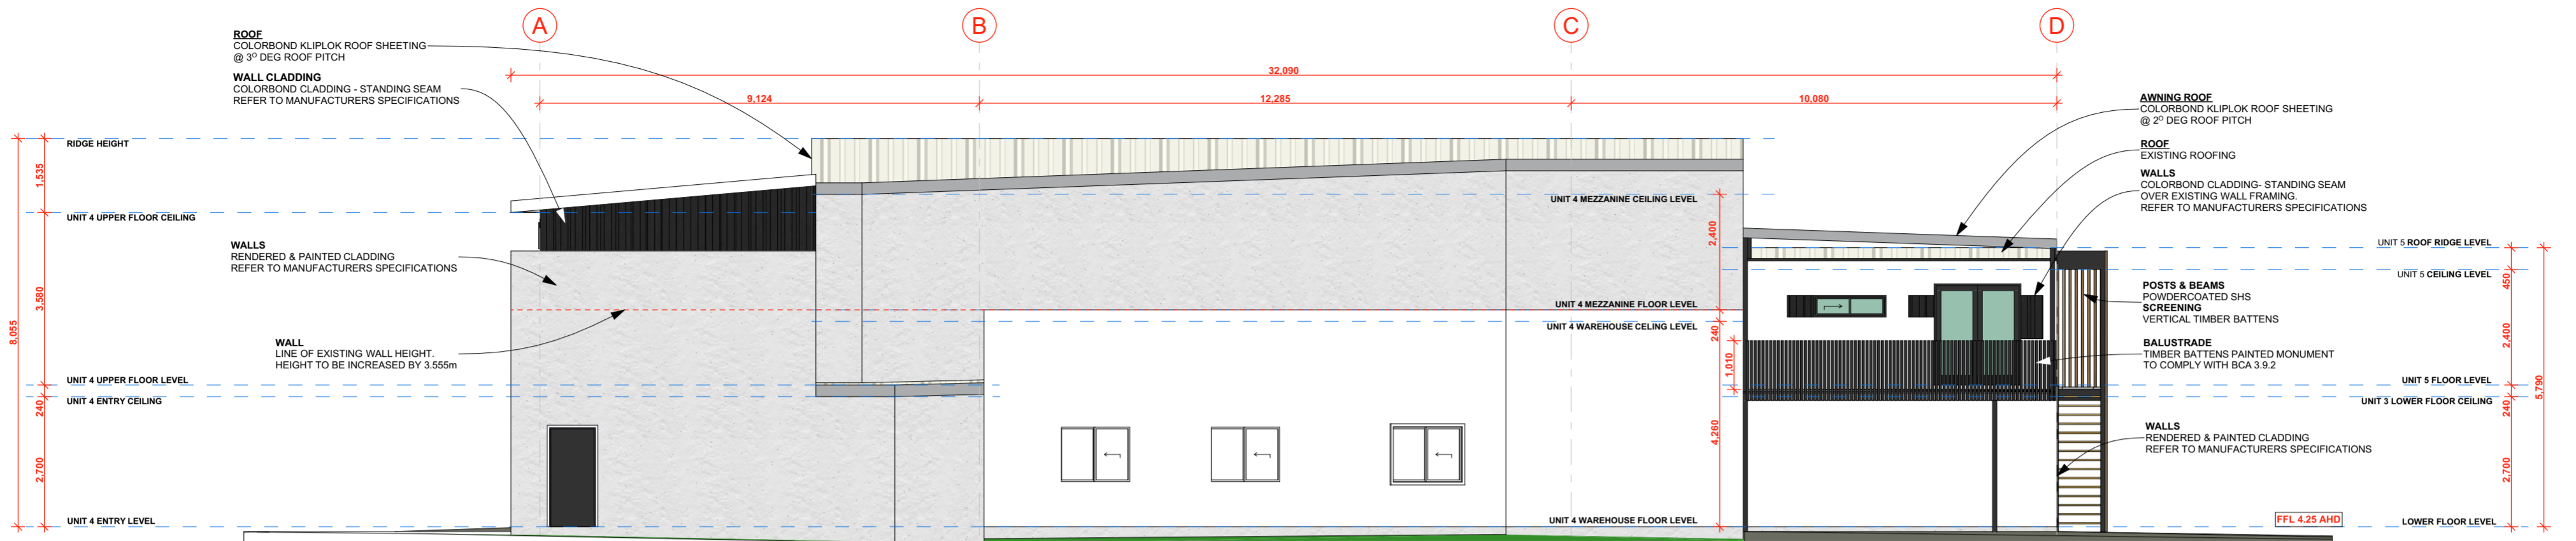 A
B
C
D
ROOF
COLORBOND KLIPLOK ROOF SHEETING
@ 3O DEG ROOF PITCH
WALL CLADDING
COLORBOND CLADDING - STANDING SEAM
REFER TO MANUFACTURERS SPECIFICATIONS
32,090
9,124
12,285
10,080
AWNING ROOF
COLORBOND KLIPLOK ROOF SHEETING
@ 2O DEG ROOF PITCH
ROOF
EXISTING ROOFING
WALLS
COLORBOND CLADDING- STANDING SEAM
OVER EXISTING WALL FRAMING.
REFER TO MANUFACTURERS SPECIFICATIONS
RIDGE HEIGHT
1,535
UNIT 4 UPPER FLOOR CEILING
WALLS
RENDERED & PAINTED CLADDING
REFER TO MANUFACTURERS SPECIFICATIONS
3,580
8,055
WALL
LINE OF EXISTING WALL HEIGHT.
HEIGHT TO BE INCREASED BY 3.555m
UNIT 4 UPPER FLOOR LEVEL
240
UNIT 4 ENTRY CEILING
2,700
UNIT 4 ENTRY LEVEL
UNIT 4 MEZZANINE CEILING LEVEL
2,400
UNIT 4 MEZZANINE FLOOR LEVEL
UNIT 4 WAREHOUSE CELING LEVEL
240
1,010
4,260
UNIT 4 WAREHOUSE FLOOR LEVEL
UNIT 5 ROOF RIDGE LEVEL
UNIT 5 CEILING LEVEL
450
POSTS & BEAMS
POWDERCOATED SHS
SCREENING
VERTICAL TIMBER BATTENS
2,400
BALUSTRADE
TIMBER BATTENS PAINTED MONUMENT
TO COMPLY WITH BCA 3.9.2
UNIT 5 FLOOR LEVEL
5,790
UNIT 3 LOWER FLOOR CEILING
240
WALLS
RENDERED & PAINTED CLADDING
REFER TO MANUFACTURERS SPECIFICATIONS
2,700
FFL 4.25 AHD
LOWER FLOOR LEVEL